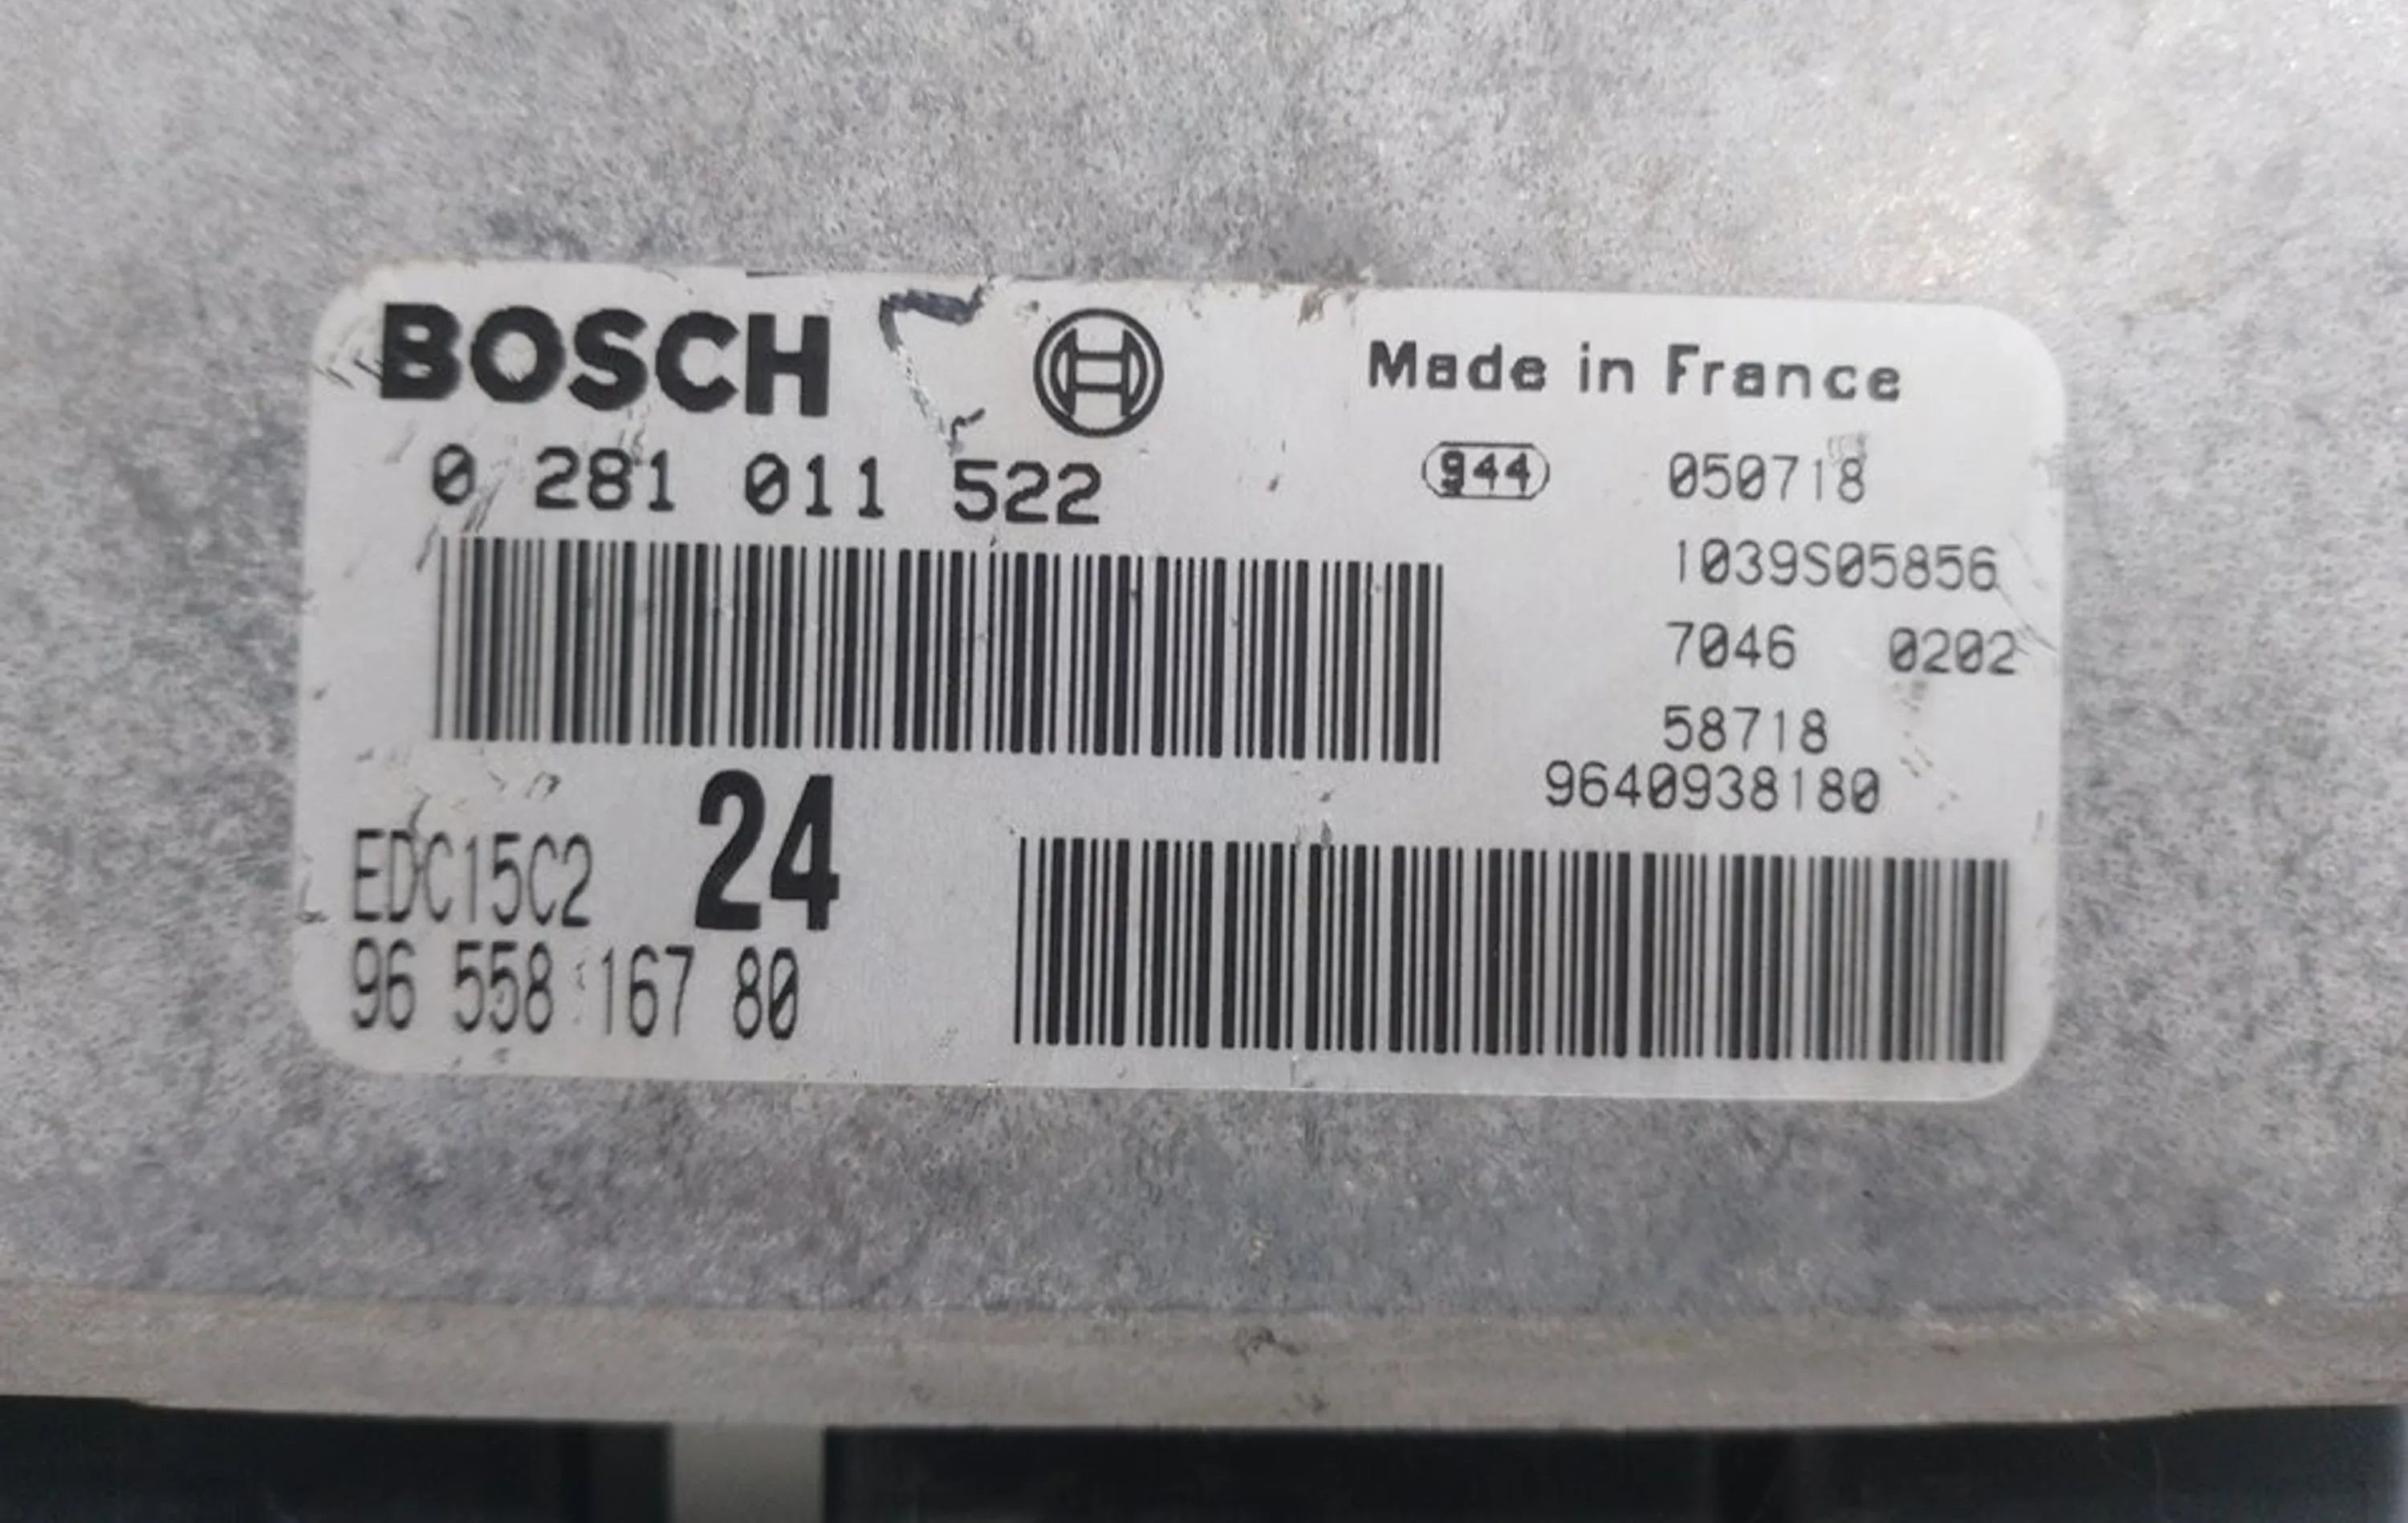 BOSCH
Made in France
0 281 011 522
944 050718
1039S05856
7046 0202
58718
9640938180
EDC15C2 24
96 558 167 80